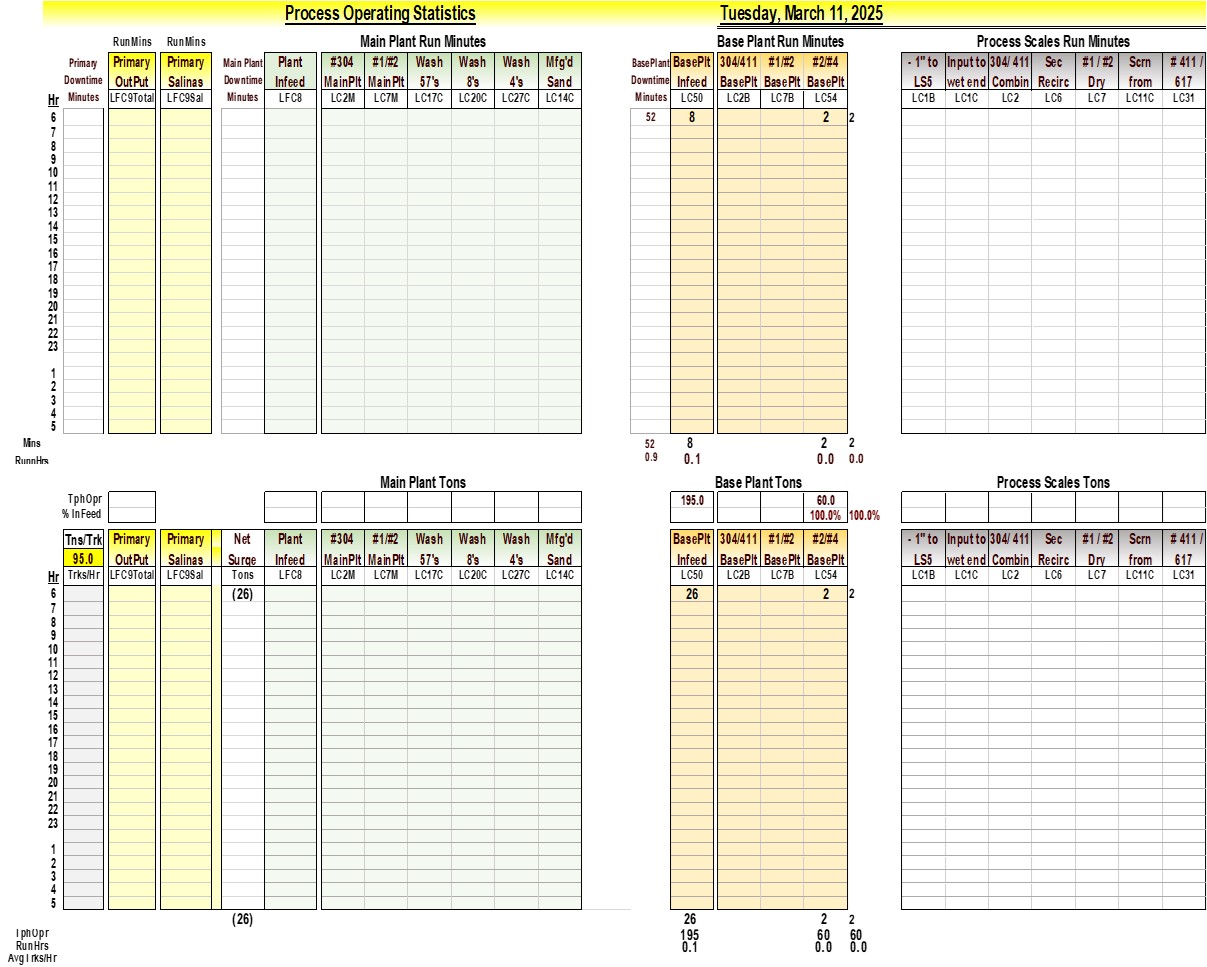 Process Operating Statistics Tuesday, March 11, 2025
RunMins RunMins Main Plant Run Minutes Base Plant Run Minutes Process Scales Run Minutes
Primary Primary Primary Main Plant Plant #304 #1/#2 Wash Wash Wash Mfg'd BasePlant BasePlt 304/411 #1/#2 #2/#4 - 1" to Input to 304/ 411 Sec #1 / #2 Scrn # 411 /
Downtime OutPut Salinas Downtime Infeed MainPlt MainPlt 57's 8's 4's Sand Downtime Infeed BasePlt BasePlt BasePlt LS5 wet end Combin Recirc Dry from 617
Hr Minutes LFC9Total LFC9Sal Minutes LFC8 LC2M LC7M LC17C LC20C LC27C LC14C Minutes LC50 LC2B LC7B LC54 LC1B LC1C LC2 LC6 LC7 LC11C LC31
6 52 8 2 2
7
8
9
10
11
12
13
14
15
16
17
18
19
20
21
22
23
1
2
3
4
5
Mins 52 8 2 2
RunnHrs 0.9 0.1 0.0 0.0
Main Plant Tons Base Plant Tons Process Scales Tons
TphOpr 195.0 60.0
% InFeed 100.0% 100.0%
Tns/Trk Primary Primary Net Plant #304 #1/#2 Wash Wash Wash Mfg'd BasePlt 304/411 #1/#2 #2/#4 - 1" to Input to 304/ 411 Sec #1 / #2 Scrn # 411 /
95.0 OutPut Salinas Surge Infeed MainPlt MainPlt 57's 8's 4's Sand Infeed BasePlt BasePlt BasePlt LS5 wet end Combin Recirc Dry from 617
Hr Trks/Hr LFC9Total LFC9Sal Tons LFC8 LC2M LC7M LC17C LC20C LC27C LC14C LC50 LC2B LC7B LC54 LC1B LC1C LC2 LC6 LC7 LC11C LC31
6 (26) 26 2 2
7
8
9
10
11
12
13
14
15
16
17
18
19
20
21
22
23
1
2
3
4
5
(26) 26 2 2
TphOpr 195 60 60
RunHrs 0.1 0.0 0.0
AvgTrks/Hr